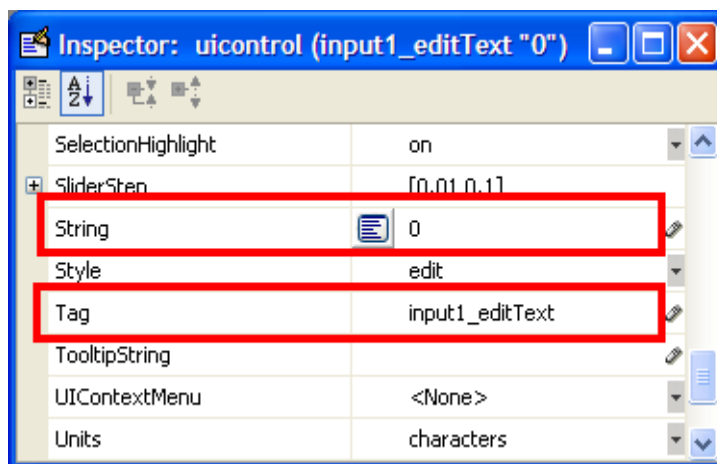 Inspector: uicontrol (input1_editText "0")
SelectionHighlight on
SliderStep [0.01 0.1]
String 0
Style edit
Tag input1_editText
TooltipString
UIContextMenu <None>
Units characters